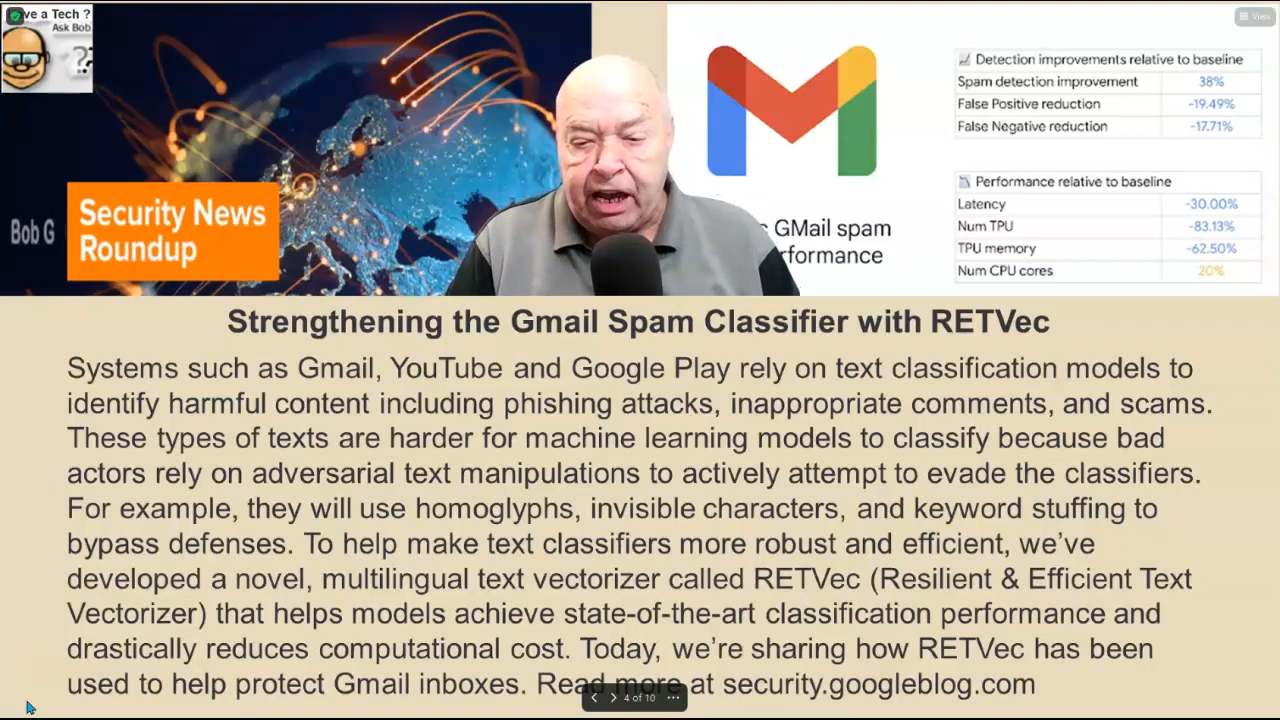 ve a Tech ?
Ask Bob
??
View
Bob G
Security News
Roundup
GMail spam
formance
Detection improvements relative to baseline
Spam detection improvement 38%
False Positive reduction -19.49%
False Negative reduction -17.71%
Performance relative to baseline
Latency -30.00%
Num TPU -83.13%
TPU memory -62.50%
Num CPU cores 20%
Strengthening the Gmail Spam Classifier with RETVec
Systems such as Gmail, YouTube and Google Play rely on text classification models to
identify harmful content including phishing attacks, inappropriate comments, and scams.
These types of texts are harder for machine learning models to classify because bad
actors rely on adversarial text manipulations to actively attempt to evade the classifiers.
For example, they will use homoglyphs, invisible characters, and keyword stuffing to
bypass defenses. To help make text classifiers more robust and efficient, we've
developed a novel, multilingual text vectorizer called RETVec (Resilient & Efficient Text
Vectorizer) that helps models achieve state-of-the-art classification performance and
drastically reduces computational cost. Today, we're sharing how RETVec has been
used to help protect Gmail inboxes. Read more at security.googleblog.com
4 of 10